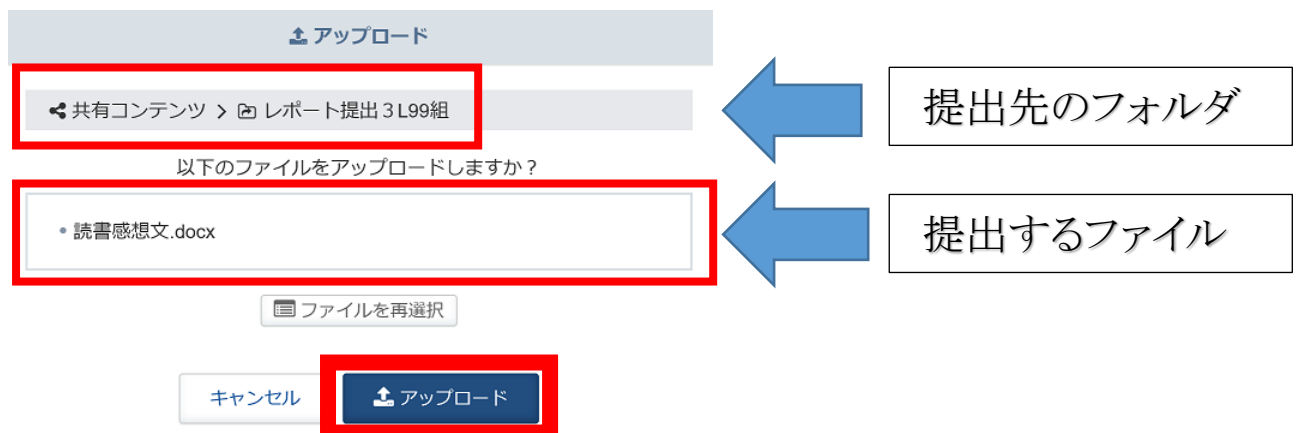 アップロード
共有コンテンツ > レポート提出３L99組
提出先のフォルダ
以下のファイルをアップロードしますか？
• 読書感想文.docx
提出するファイル
ファイルを再選択
キャンセル
アップロード